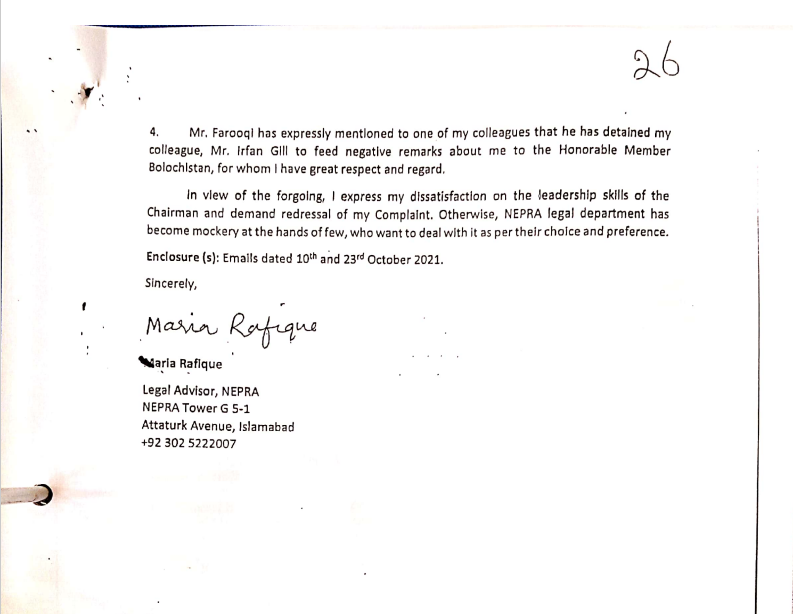 26
4. Mr. Farooqi has expressly mentioned to one of my colleagues that he has detained my
colleague, Mr. Irfan Gill to feed negative remarks about me to the Honorable Member
Bolochistan, for whom I have great respect and regard.
In view of the forgoing, I express my dissatisfaction on the leadership skills of the
Chairman and demand redressal of my Complaint. Otherwise, NEPRA legal department has
become mockery at the hands of few, who want to deal with it as per their choice and preference.
Enclosure (s): Emails dated 10th and 23rd October 2021.
Sincerely,
Maria Rafique
Maria Rafique
Legal Advisor, NEPRA
NEPRA Tower G 5-1
Attaturk Avenue, Islamabad
+92 302 5222007